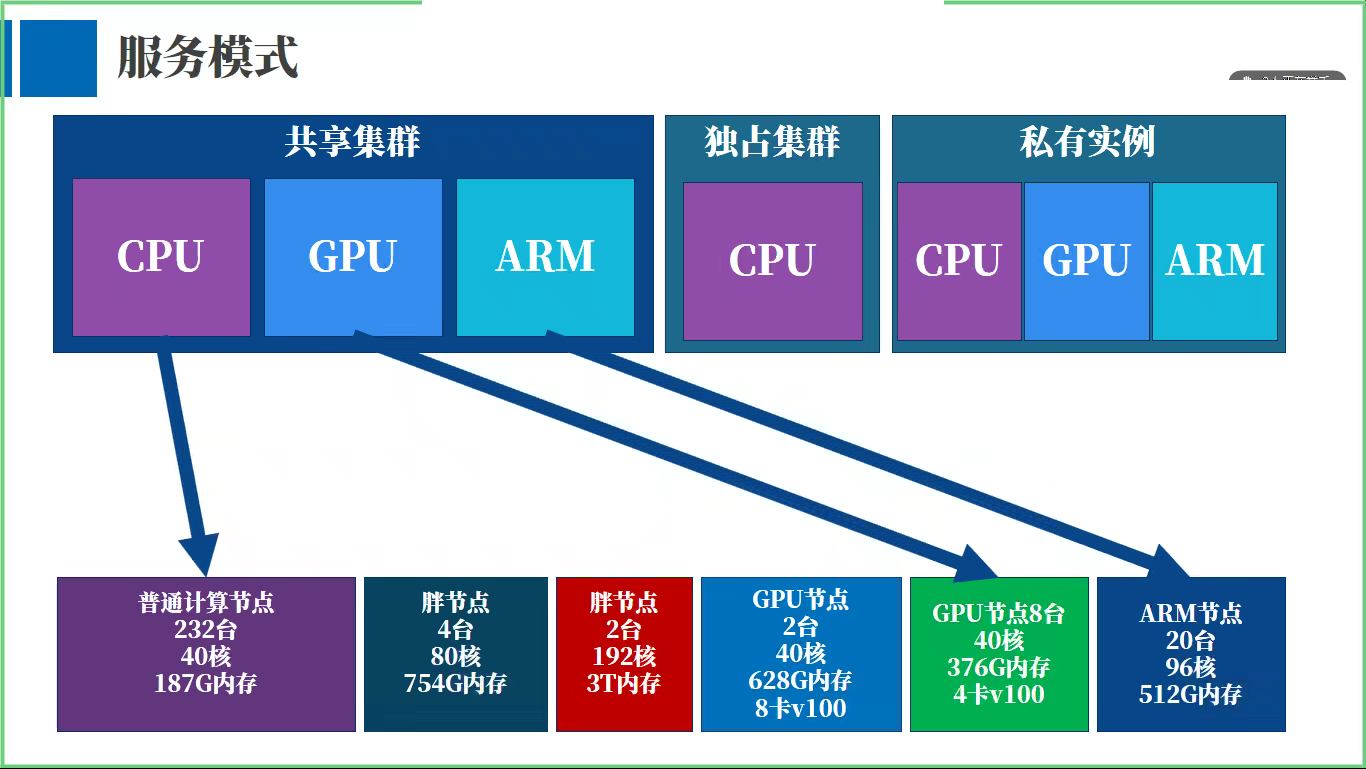 服务模式
共享集群
CPU
GPU
ARM
独占集群
CPU
私有实例
CPU
GPU
ARM
普通计算节点
232台
40核
187G内存
胖节点
4台
80核
754G内存
胖节点
2台
192核
3T内存
GPU节点
2台
40核
628G内存
8卡v100
GPU节点8台
40核
376G内存
4卡v100
ARM节点
20台
96核
512G内存